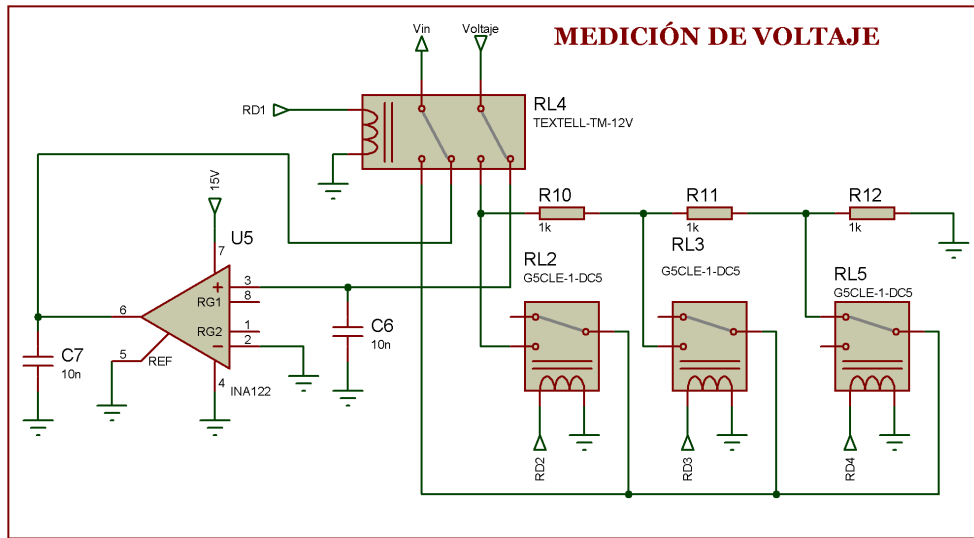 MEDICIÓN DE VOLTAJE
Vin
Voltaje
RD1
RL4
TEXTELL-TM-12V
15V
U5
7
3
8
1
2
6
5
4
+
RG1
RG2
−
REF
INA122
C7
10n
C6
10n
R10
1k
R11
1k
R12
1k
RL2
G5CLE-1-DC5
RL3
G5CLE-1-DC5
RL5
G5CLE-1-DC5
RD2
RD3
RD4